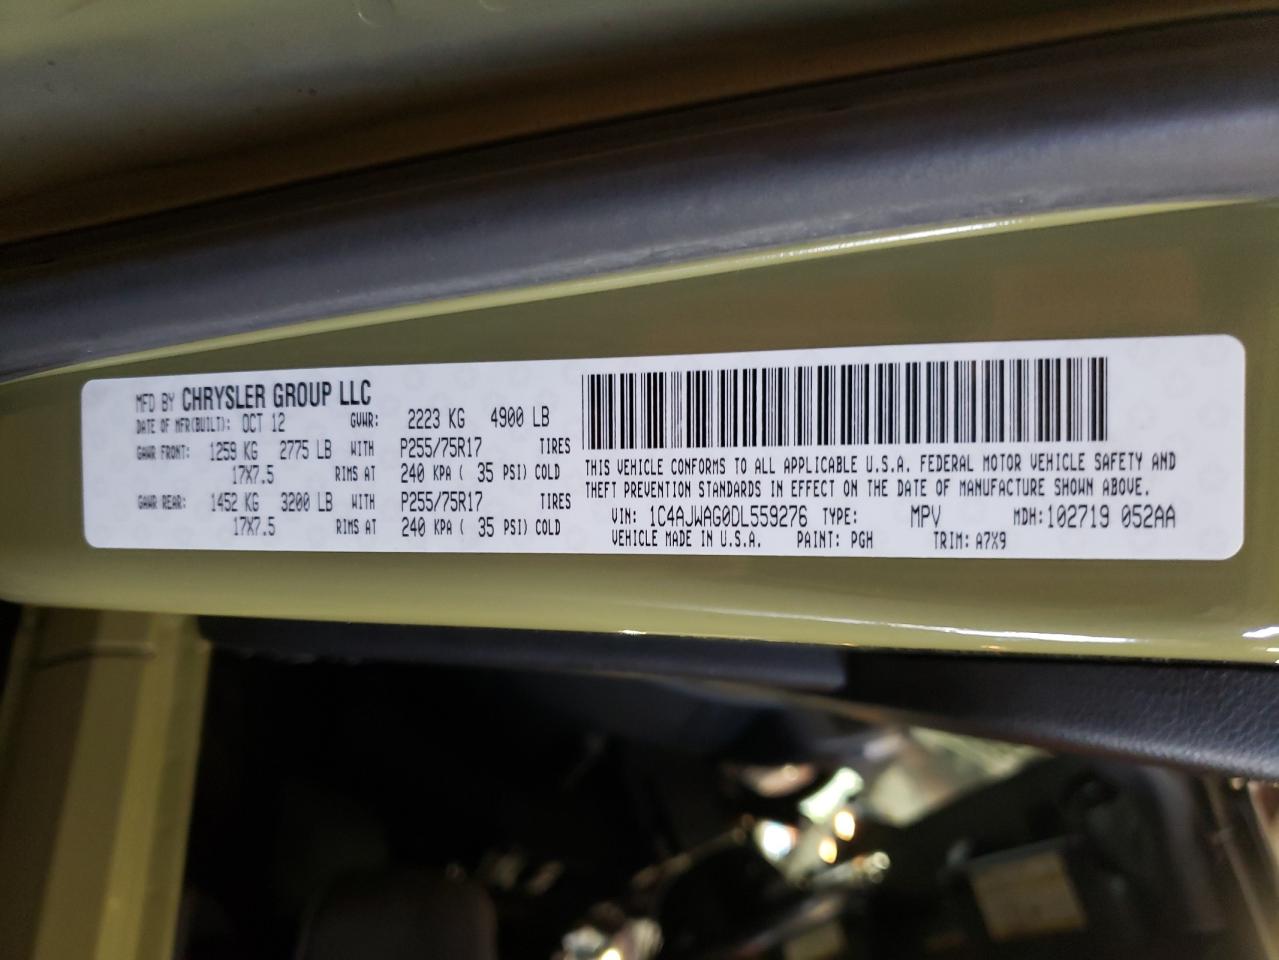 MFD BY CHRYSLER GROUP LLC
DATE OF MFR(BUILT): OCT 12 GVWR: 2223 KG 4900 LB
GAWR FRONT: 1259 KG 2775 LB WITH P255/75R17 TIRES
17X7.5 RIMS AT 240 KPA ( 35 PSI) COLD
GAWR REAR: 1452 KG 3200 LB WITH P255/75R17 TIRES
17X7.5 RIMS AT 240 KPA ( 35 PSI) COLD
THIS VEHICLE CONFORMS TO ALL APPLICABLE U.S.A. FEDERAL MOTOR VEHICLE SAFETY AND
THEFT PREVENTION STANDARDS IN EFFECT ON THE DATE OF MANUFACTURE SHOWN ABOVE.
VIN: 1C4AJWAG0DL559276 TYPE: MPV MDH:102719 052AA
VEHICLE MADE IN U.S.A. PAINT: PGH TRIM: A7X9